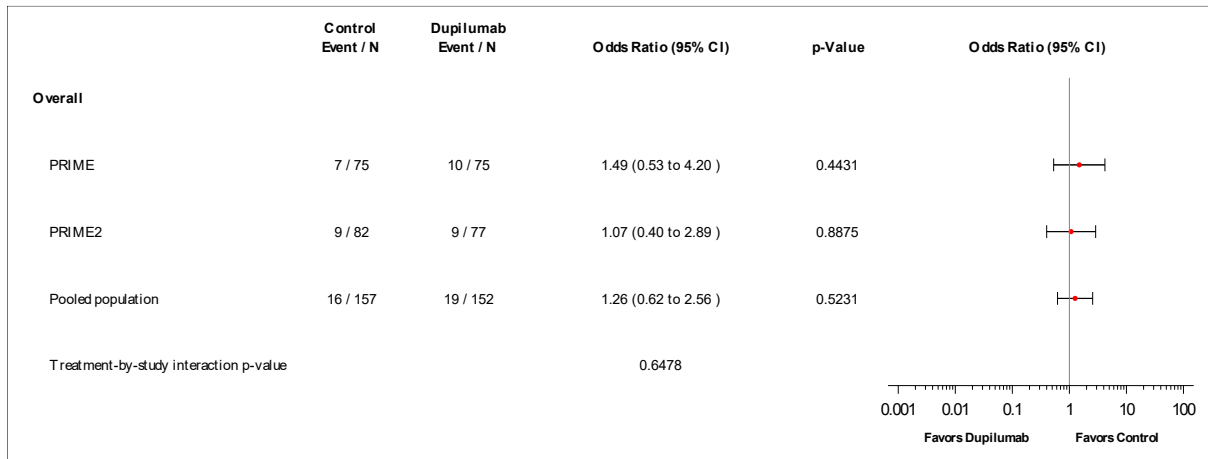 Control Dupilumab
Event / N Event / N Odds Ratio (95% CI) p-Value Odds Ratio (95% CI)
Overall
PRIME 7 / 75 10 / 75 1.49 (0.53 to 4.20 ) 0.4431
PRIME2 9 / 82 9 / 77 1.07 (0.40 to 2.89 ) 0.8875
Pooled population 16 / 157 19 / 152 1.26 (0.62 to 2.56 ) 0.5231
Treatment-by-study interaction p-value 0.6478
0.001 0.01 0.1 1 10 100
Favors Dupilumab Favors Control